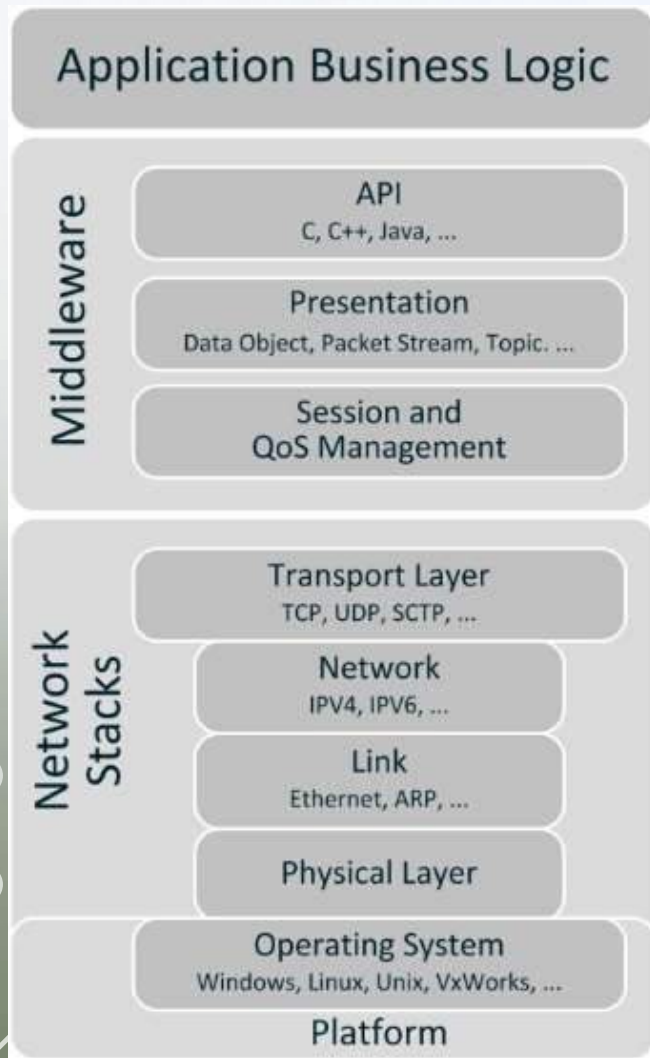 Application Business Logic
Middleware
API
C, C++, Java, ...
Presentation
Data Object, Packet Stream, Topic. ...
Session and
QoS Management
Network
Stacks
Transport Layer
TCP, UDP, SCTP, ...
Network
IPV4, IPV6, ...
Link
Ethernet, ARP, ...
Physical Layer
Operating System
Windows, Linux, Unix, VxWorks, ...
Platform